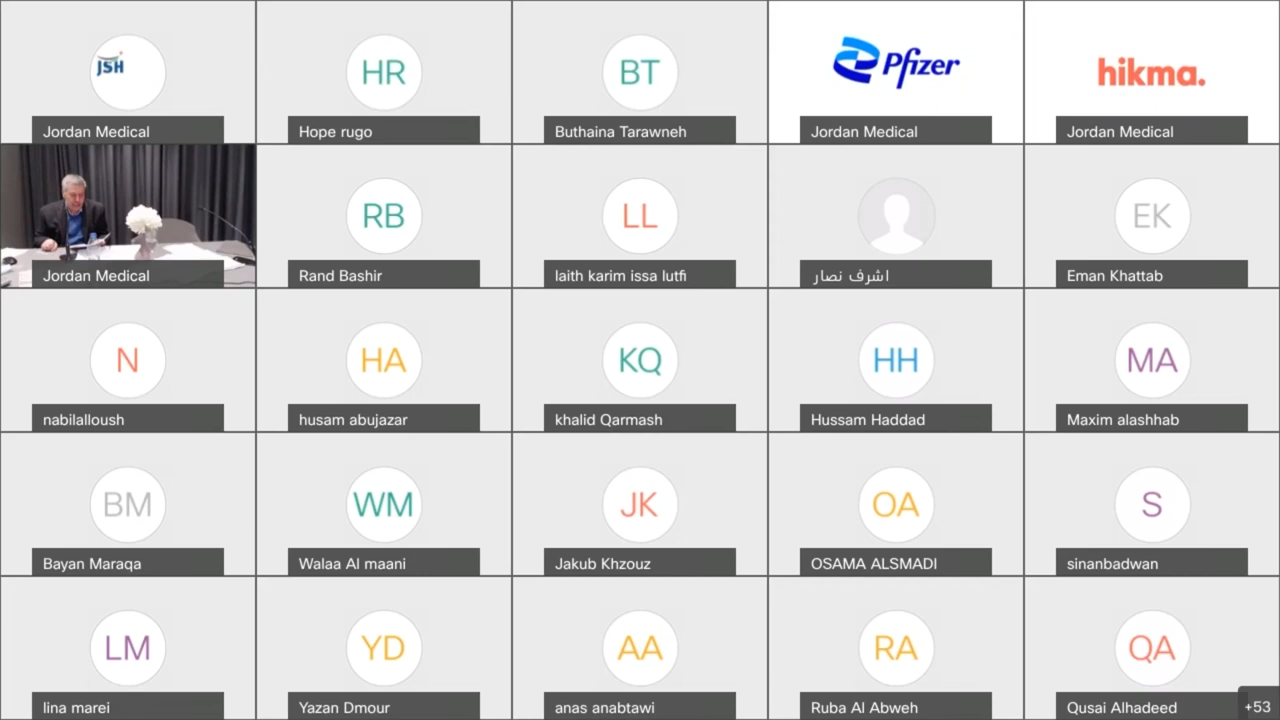 JSH
Jordan Medical
HR
Hope rugo
BT
Buthaina Tarawneh
Pfizer
Jordan Medical
hikma.
Jordan Medical
Jordan Medical
RB
Rand Bashir
LL
laith karim issa lutfi
اشرف نصار
EK
Eman Khattab
N
nabilalloush
HA
husam abujazar
KQ
khalid Qarmash
HH
Hussam Haddad
MA
Maxim alashhab
BM
Bayan Maraqa
WM
Walaa Al maani
JK
Jakub Khzouz
OA
OSAMA ALSMADI
S
sinanbadwan
LM
lina marei
YD
Yazan Dmour
AA
anas anabtawi
RA
Ruba Al Abweh
QA
Qusai Alhadeed
+53